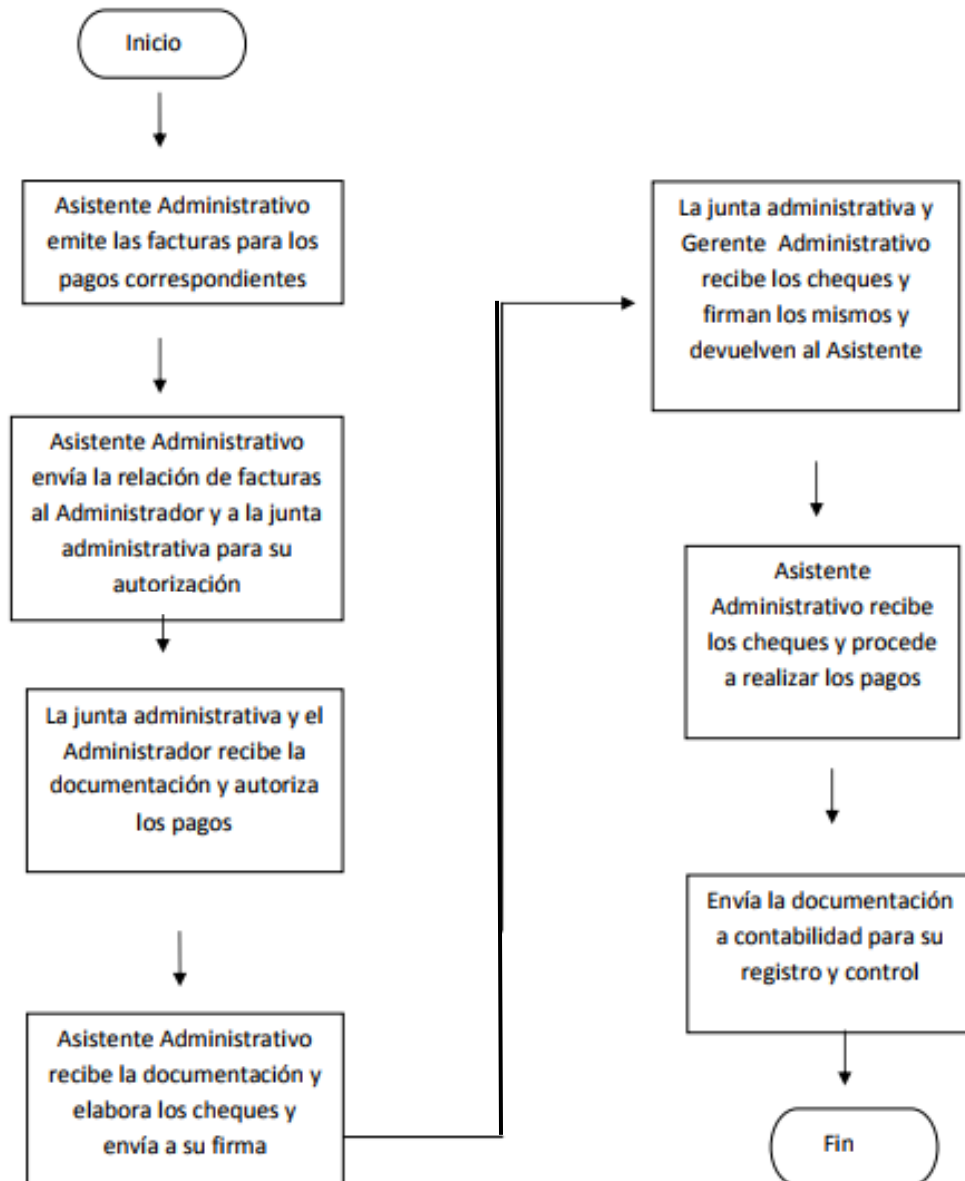 Inicio
Asistente Administrativo
emite las facturas para los
pagos correspondientes
Asistente Administrativo
envía la relación de facturas
al Administrador y a la junta
administrativa para su
autorización
La junta administrativa y el
Administrador recibe la
documentación y autoriza
los pagos
Asistente Administrativo
recibe la documentación y
elabora los cheques y
envía a su firma
La junta administrativa y
Gerente Administrativo
recibe los cheques y
firman los mismos y
devuelven al Asistente
Asistente
Administrativo recibe
los cheques y procede
a realizar los pagos
Envía la documentación
a contabilidad para su
registro y control
Fin